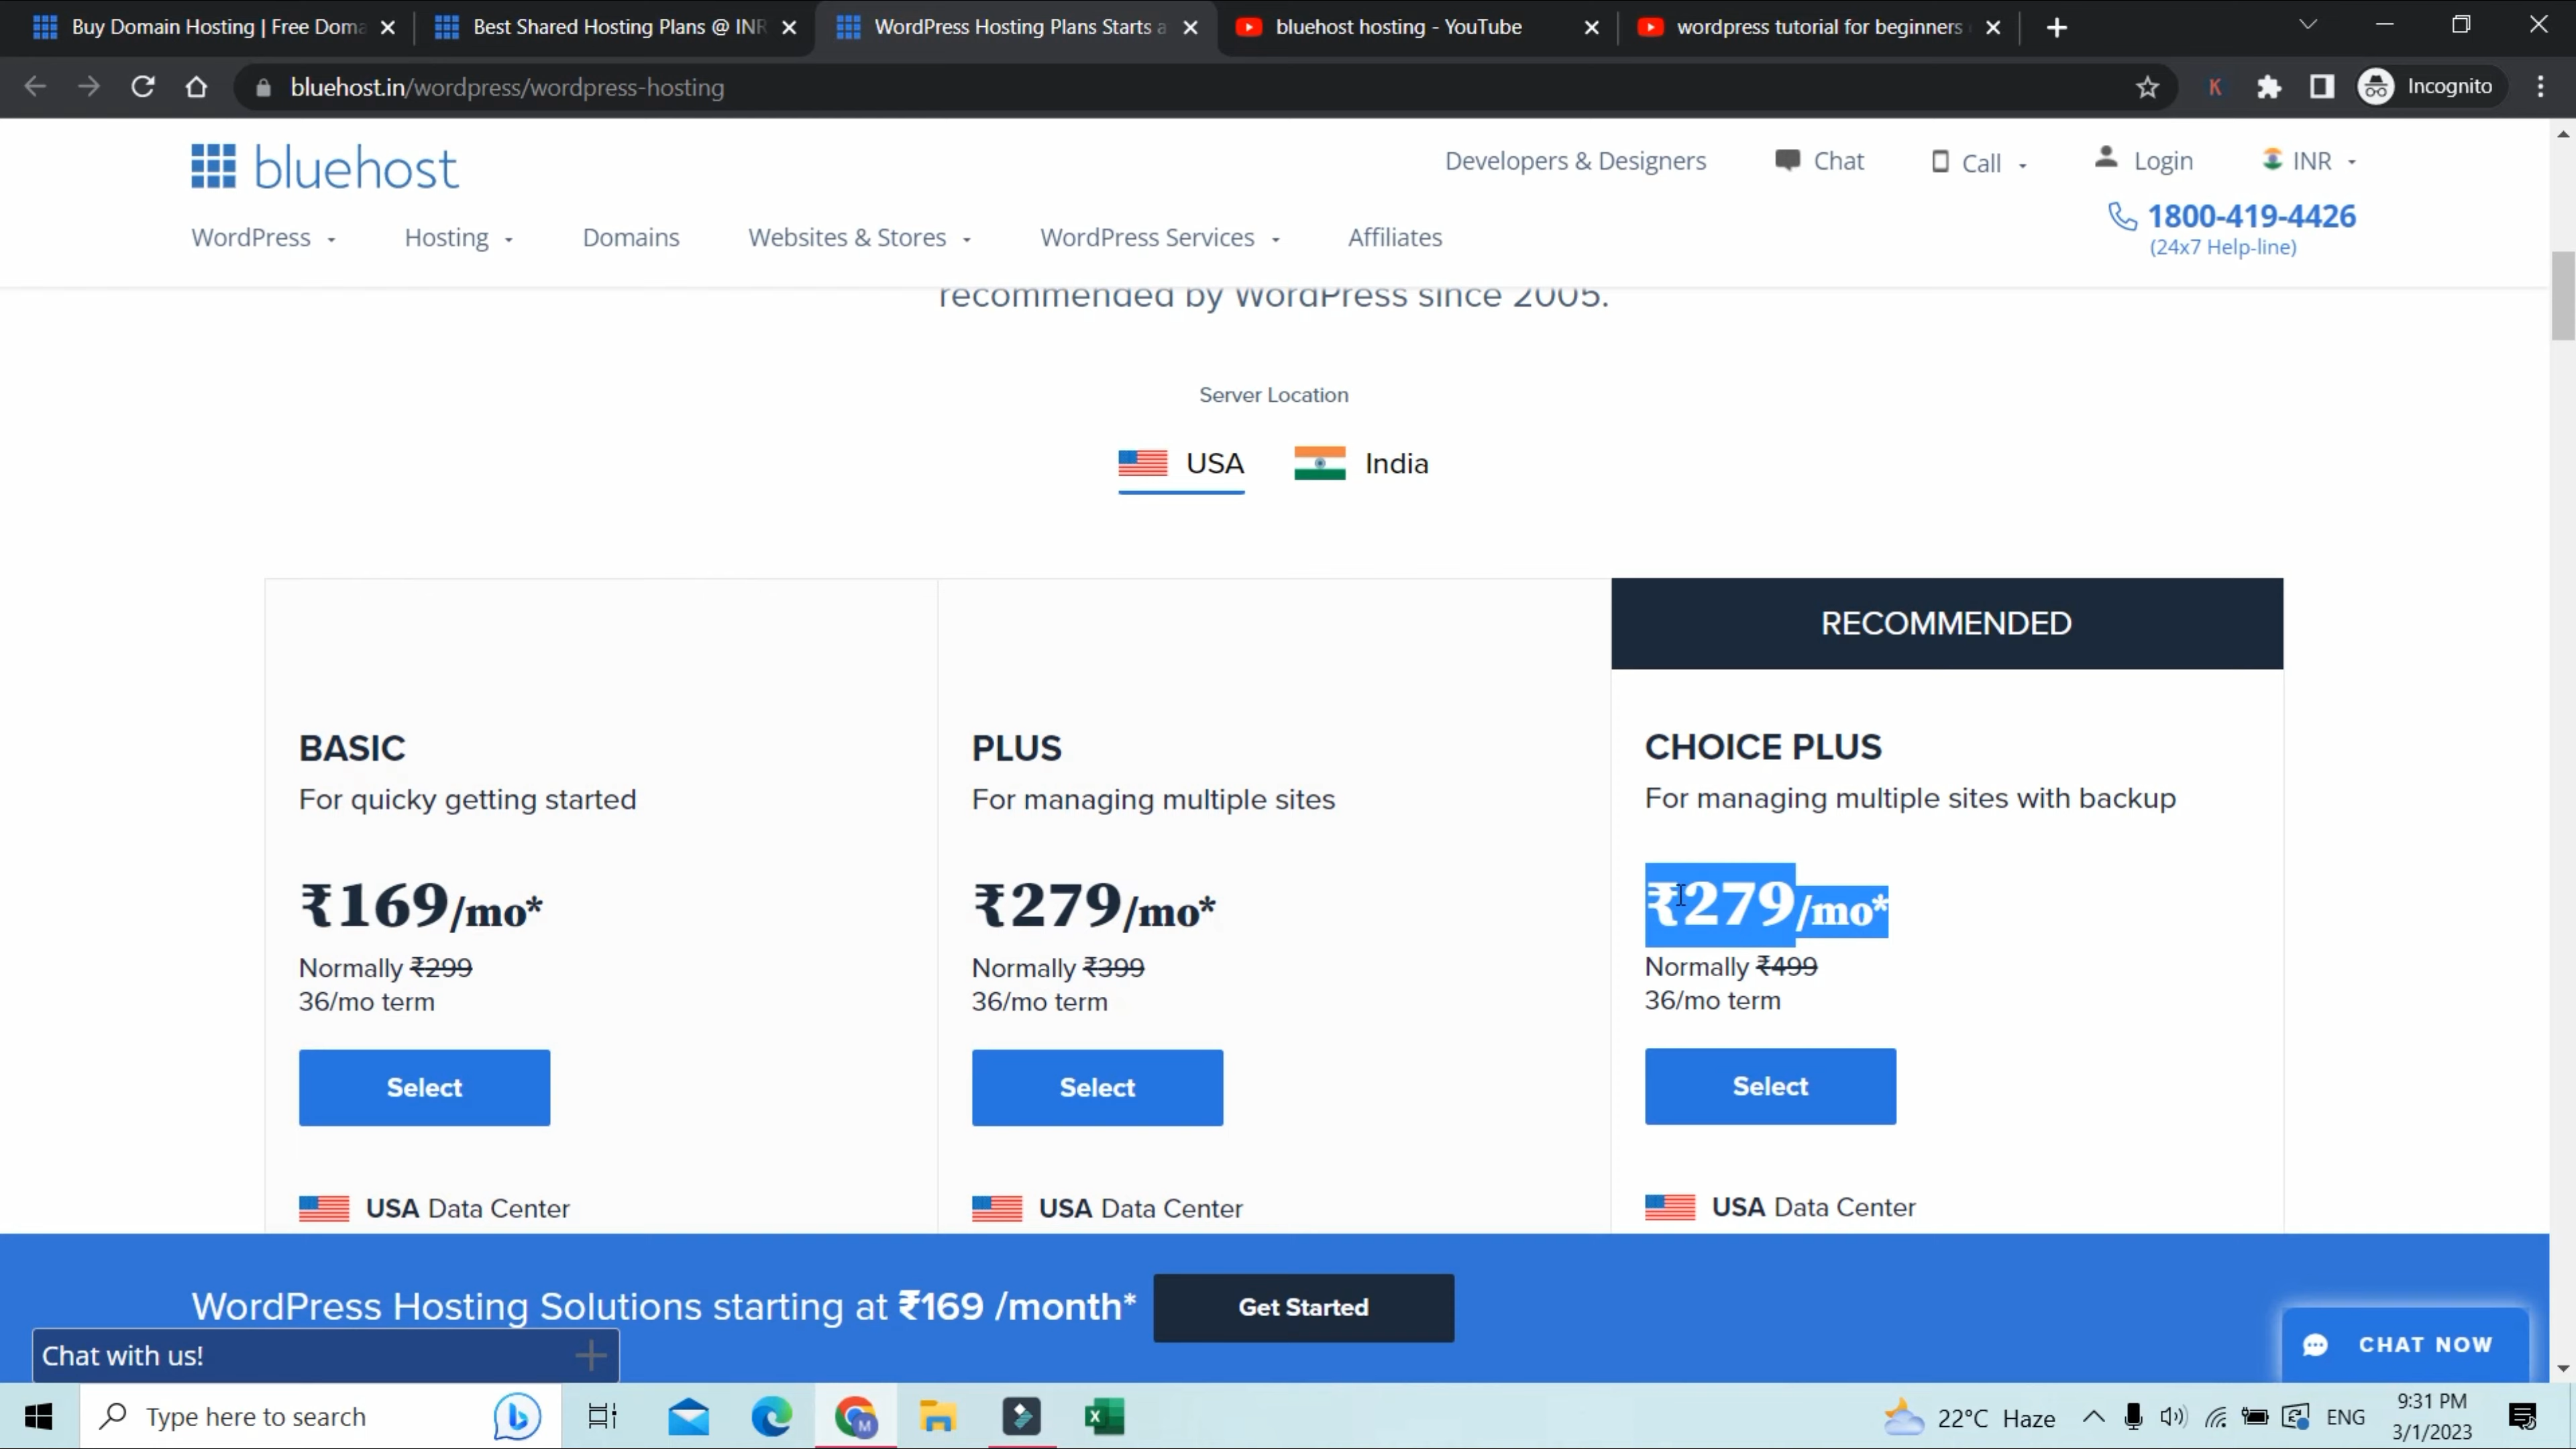 Buy Domain Hosting | Free Doma
Best Shared Hosting Plans @ INR
WordPress Hosting Plans Starts a
bluehost hosting - YouTube
wordpress tutorial for beginners
bluehost.in/wordpress/wordpress-hosting
K
Incognito
bluehost
Developers & Designers
Chat
Call
Login
INR
1800-419-4426
(24x7 Help-line)
WordPress
Hosting
Domains
Websites & Stores
WordPress Services
Affiliates
recommended by WordPress since 2005.
Server Location
USA
India
RECOMMENDED
BASIC
For quicky getting started
₹169/mo*
Normally ₹299
36/mo term
Select
USA Data Center
PLUS
For managing multiple sites
₹279/mo*
Normally ₹399
36/mo term
Select
USA Data Center
CHOICE PLUS
For managing multiple sites with backup
₹279/mo*
Normally ₹499
36/mo term
Select
USA Data Center
WordPress Hosting Solutions starting at ₹169 /month*
Get Started
Chat with us!
CHAT NOW
Type here to search
M
22°C Haze
ENG
9:31 PM
3/1/2023